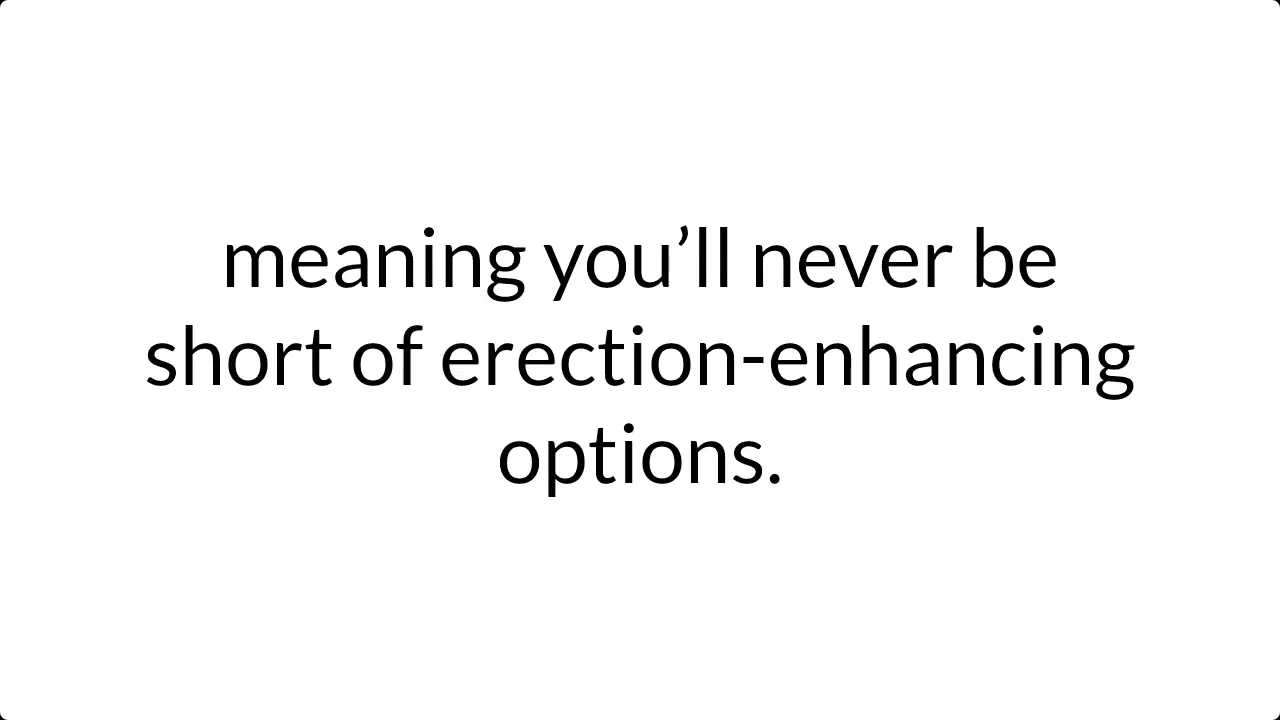 meaning you’ll never be
short of erection-enhancing
options.